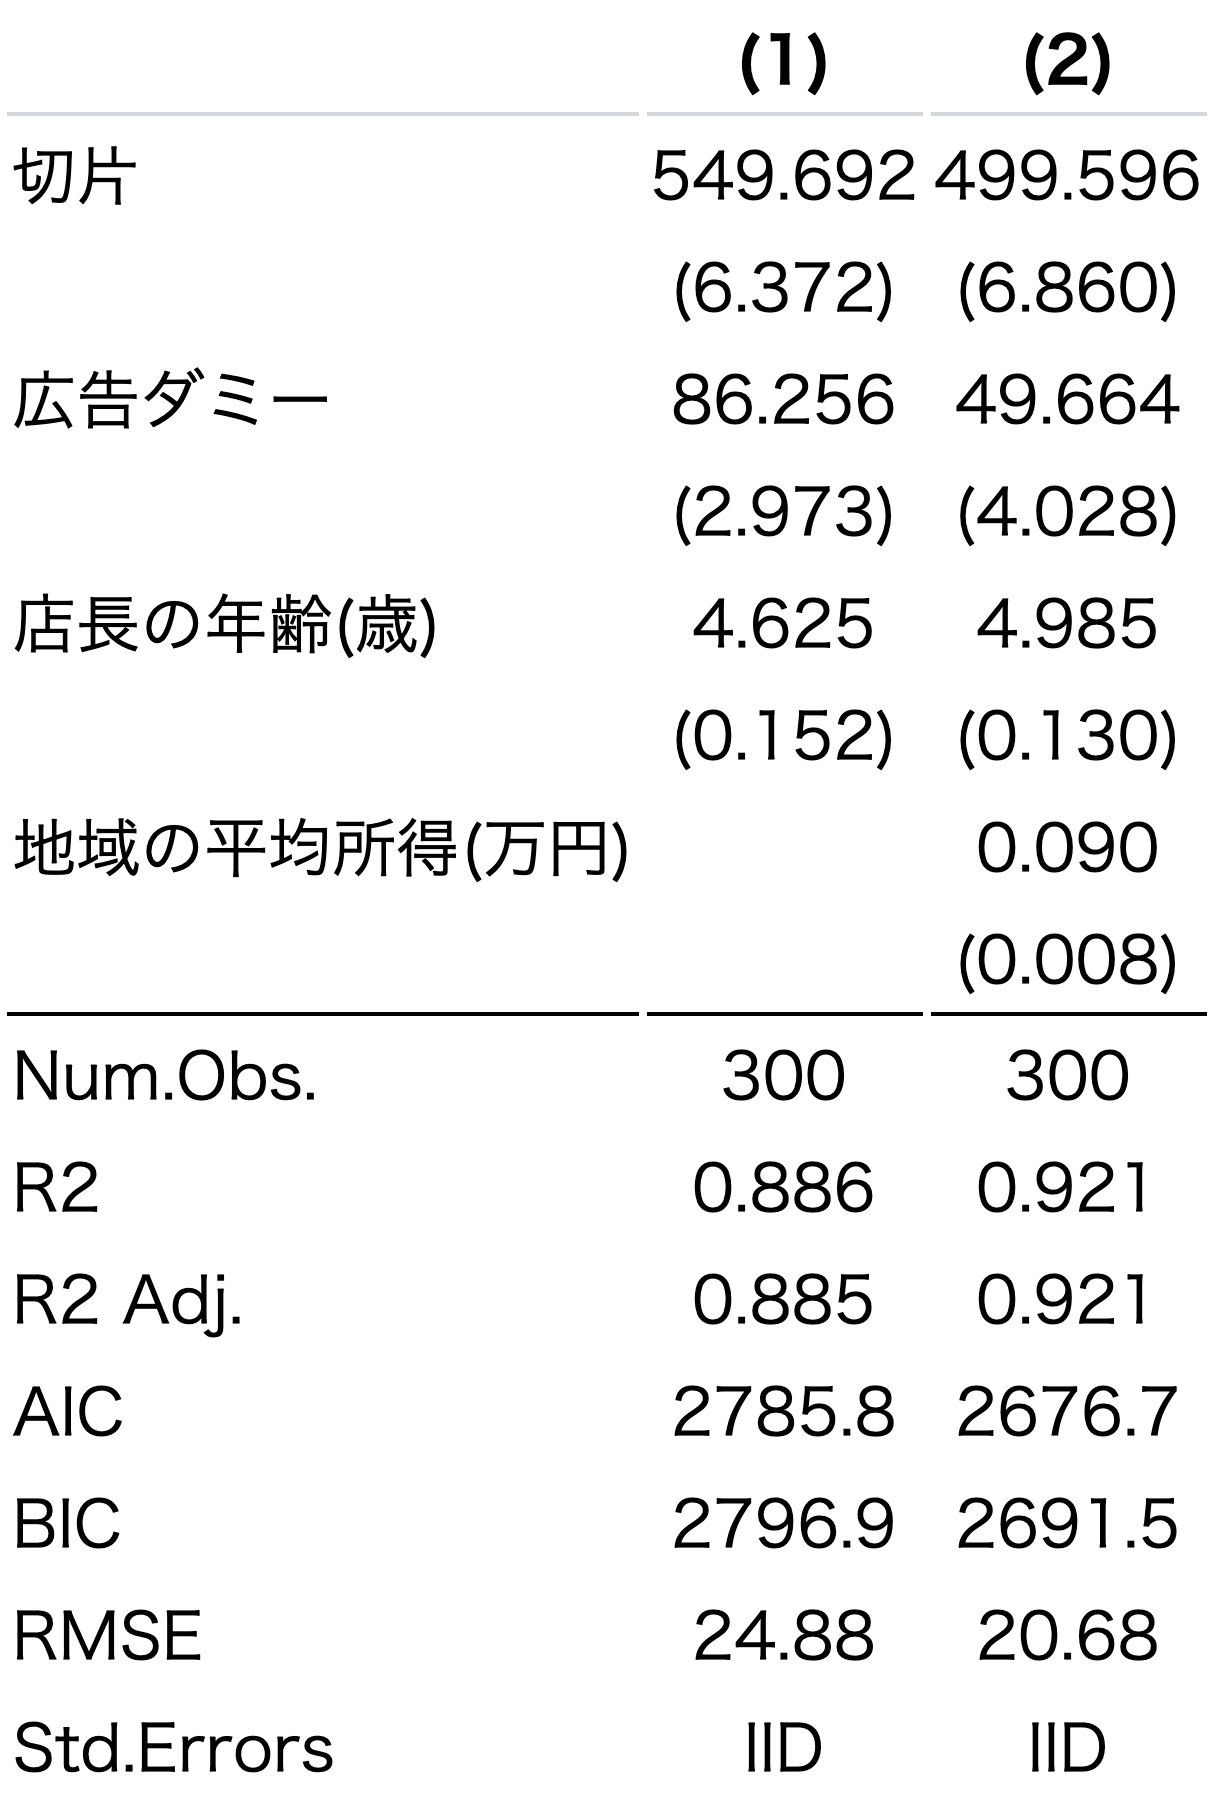 (1) (2)
切片 549.692 499.596
(6.372) (6.860)
広告ダミー 86.256 49.664
(2.973) (4.028)
店長の年齢(歳) 4.625 4.985
(0.152) (0.130)
地域の平均所得(万円) 0.090
(0.008)
Num.Obs. 300 300
R2 0.886 0.921
R2 Adj. 0.885 0.921
AIC 2785.8 2676.7
BIC 2796.9 2691.5
RMSE 24.88 20.68
Std.Errors IID IID